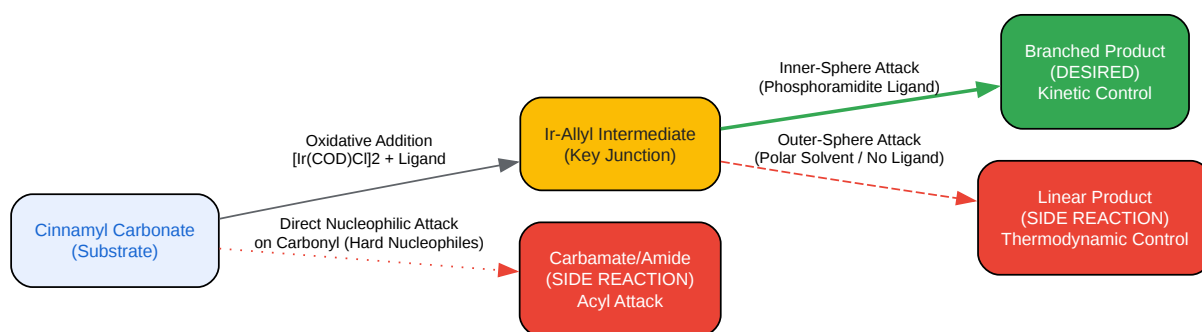 Cinnamyl Carbonate
(Substrate)
Oxidative Addition
[Ir(COD)Cl]2 + Ligand
Direct Nucleophilic Attack
on Carbonyl (Hard Nucleophiles)
Ir-Allyl Intermediate
(Key Junction)
Carbamate/Amide
(SIDE REACTION)
Acyl Attack
Inner-Sphere Attack
(Phosphoramidite Ligand)
Outer-Sphere Attack
(Polar Solvent / No Ligand)
Branched Product
(DESIRED)
Kinetic Control
Linear Product
(SIDE REACTION)
Thermodynamic Control